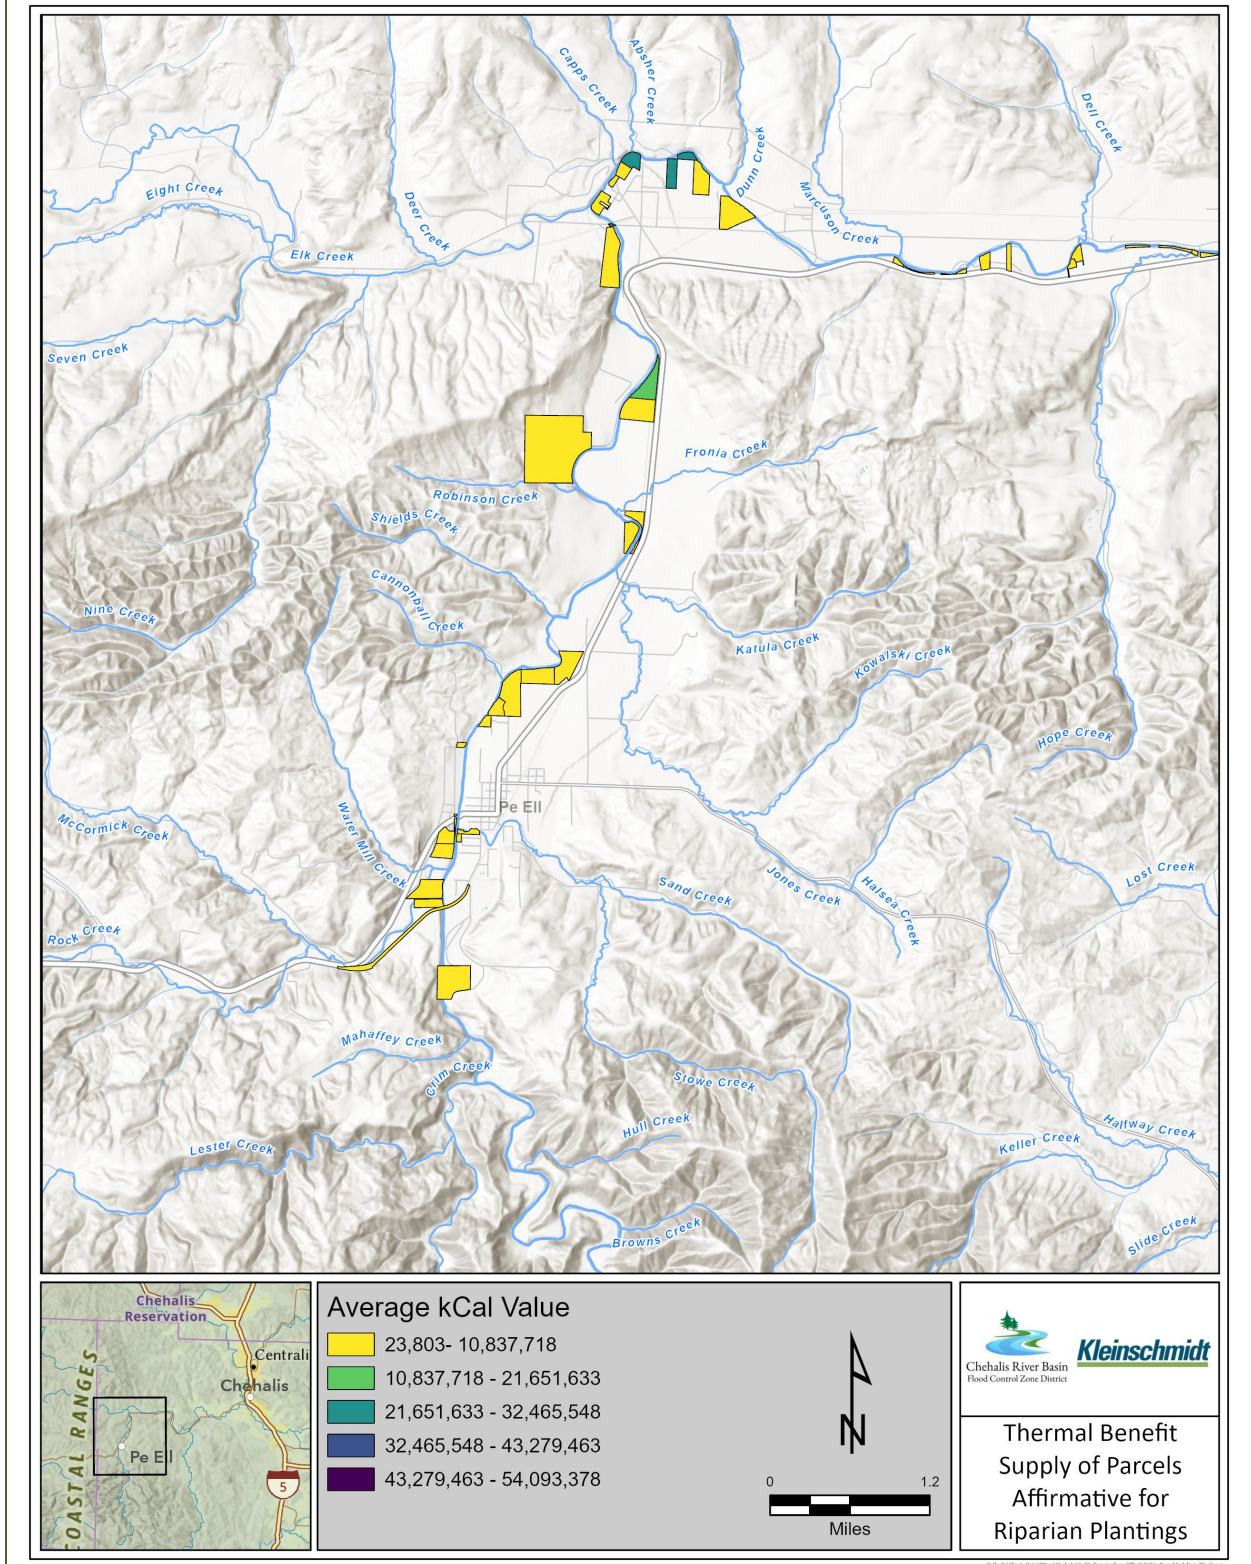 Capps Creek
Absher Creek
Dell Creek
Dunn Creek
Eight Creek
Deer Creek
Marcuson Creek
Elk Creek
Seven Creek
Fronia Creek
Robinson Creek
Shields Creek
Cannonball Creek
Nine Creek
Katula Creek
Kowalski Creek
Hope Creek
Pe Ell
McCormick Creek
Water Mill Creek
Lost Creek
Sand Creek
Jones Creek
Halsea Creek
Rock Creek
Mahaffey Creek
Crim Creek
Stowe Creek
Hull Creek
Halfway Creek
Keller Creek
Lester Creek
Browns Creek
Slide Creek
Chehalis
Reservation
Centrali
Chehalis
COASTAL RANGES
Pe Ell
5
Average kCal Value
23,803- 10,837,718
10,837,718 - 21,651,633
21,651,633 - 32,465,548
32,465,548 - 43,279,463
43,279,463 - 54,093,378
N
0 1.2
Miles
Chehalis River Basin
Flood Control Zone District
Kleinschmidt
Thermal Benefit
Supply of Parcels
Affirmative for
Riparian Plantings